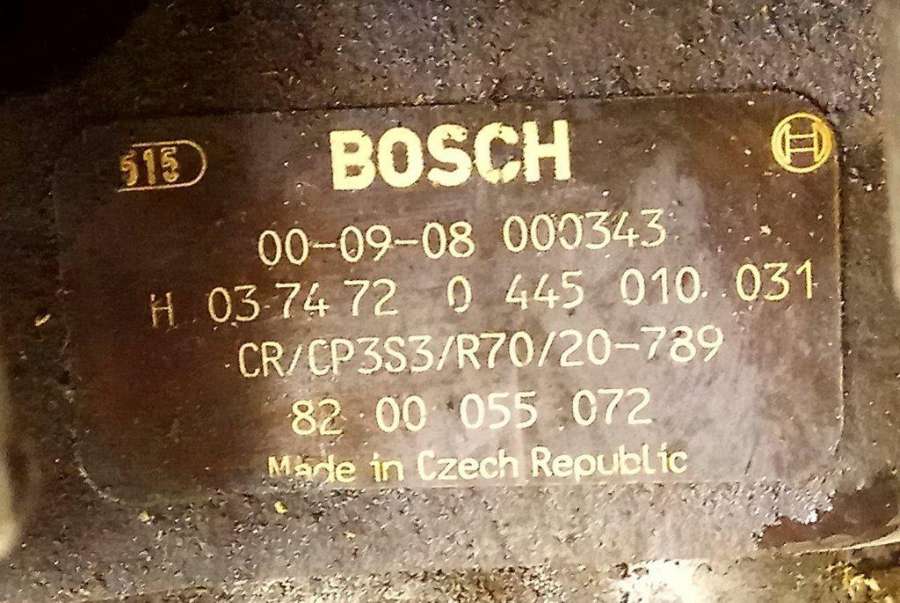 515 BOSCH
00-09-08 000343
H 03 74 72 0 445 010 031
CR/CP3S3/R70/20-789
82 00 055 072
Made in Czech Republic